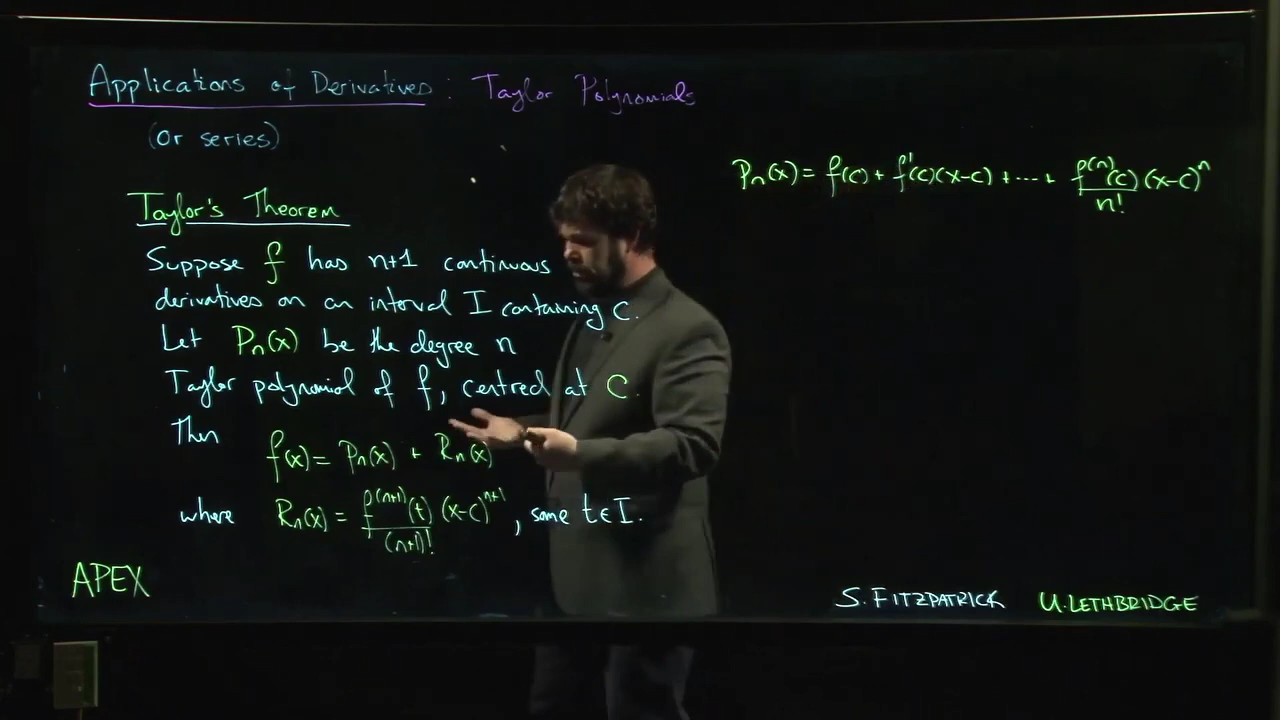 Applications of Derivatives : Taylor Polynomials
(Or series)
Pn(x) = f(c) + f'(c)(x-c) + ... + f^(n)(c)/n! (x-c)^n
Taylor's Theorem
Suppose f has n+1 continuous
derivatives on an interval I containing c.
Let Pn(x) be the degree n
Taylor polynomial of f, centred at c.
Then
f(x) = Pn(x) + Rn(x)
where Rn(x) = f^(n+1)(t)/(n+1)! (x-c)^n+1, some t∈I.
APEX
S. FITZPATRICK U. LETHBRIDGE